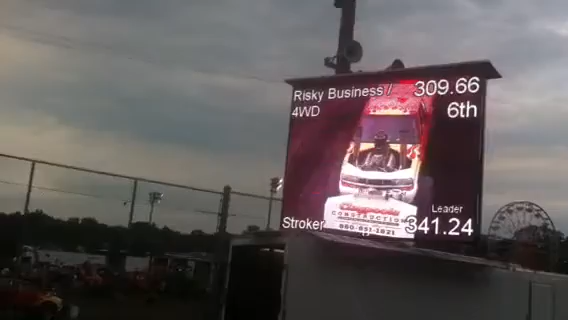 Risky Business / 309.66
4WD 6th
CONSTRUCTION
Leader
Stroker 341.24